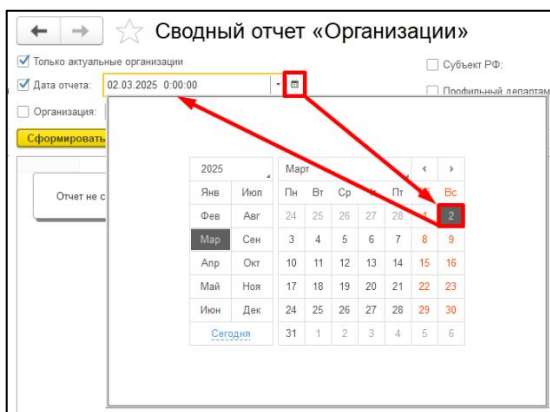 Сводный отчет «Организации»
Только актуальные организации
Субъект РФ:
Дата отчета: 02.03.2025 0:00:00
Профильный департам
Организация:
Сформировать
Отчет не с
2025 Март
Янв Июл Пн Вт Ср Пт Вс
Фев Авг 24 25 26 27 28 1 2
Мар Сен 3 4 5 6 7 8 9
Апр Окт 10 11 12 13 14 15 16
Май Ноя 17 18 19 20 21 22 23
Июн Дек 24 25 26 27 28 29 30
Сегодня 31 1 2 3 4 5 6